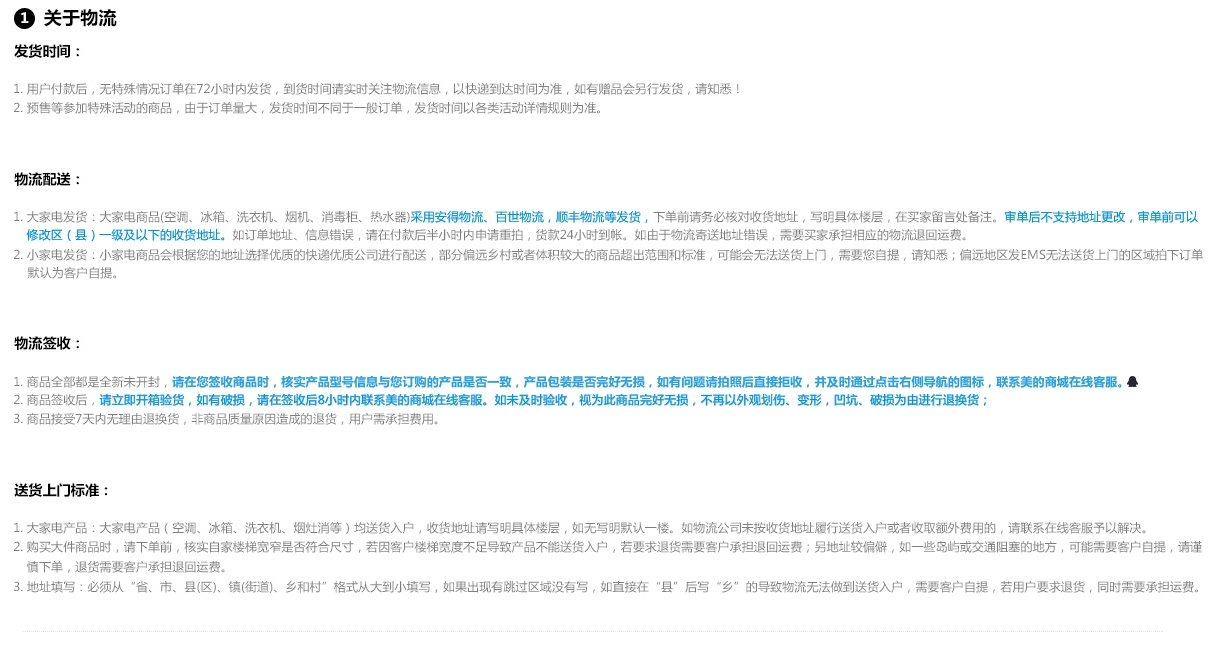 ❶ 关于物流
发货时间：
1. 用户付款后，无特殊情况订单在72小时内发货，到货时间请实时关注物流信息，以快递到达时间为准，如有赠品会另行发货，请知悉！
2. 预售等参加特殊活动的商品，由于订单量大，发货时间不同于一般订单，发货时间以各类活动详情规则为准。
物流配送：
1. 大家电发货：大家电商品(空调、冰箱、洗衣机、烟机、消毒柜、热水器)采用安得物流、百世物流，顺丰物流等发货，下单前请务必核对收货地址，写明具体楼层，在买家留言处备注。审单后不支持地址更改，审单前可以
修改区（县）一级及以下的收货地址。如订单地址、信息错误，请在付款后半小时内申请重拍，货款24小时到帐。如由于物流寄送地址错误，需要买家承担相应的物流退回运费。
2. 小家电发货：小家电商品会根据您的地址选择优质的快递优质公司进行配送，部分偏远乡村或者体积较大的商品超出范围和标准，可能会无法送货上门，需要您自提，请知悉；偏远地区发EMS无法送货上门的区域拍下订单
默认为客户自提。
物流签收：
1. 商品全部都是全新未开封，请在您签收商品时，核实产品型号信息与您订购的产品是否一致，产品包装是否完好无损，如有问题请拍照后直接拒收，并及时通过点击右侧导航的图标，联系美的商城在线客服。
2. 商品签收后，请立即开箱验货，如有破损，请在签收后8小时内联系美的商城在线客服。如未及时验收，视为此商品完好无损，不再以外观划伤、变形，凹坑、破损为由进行退换货；
3. 商品接受7天内无理由退换货，非商品质量原因造成的退货，用户需承担费用。
送货上门标准：
1. 大家电产品：大家电产品（空调、冰箱、洗衣机、烟灶消等）均送货入户，收货地址请写明具体楼层，如无写明默认一楼。如物流公司未按收货地址履行送货入户或者收取额外费用的，请联系在线客服予以解决。
2. 购买大件商品时，请下单前，核实自家楼梯宽窄是否符合尺寸，若因客户楼梯宽度不足导致产品不能送货入户，若要求退货需要客户承担退回运费；另地址较偏僻，如一些岛屿或交通阻塞的地方，可能需要客户自提，请谨
慎下单，退货需要客户承担退回运费。
3. 地址填写：必须从“省、市、县(区)、镇(街道)、乡和村”格式从大到小填写，如果出现有跳过区域没有写，如直接在“县”后写“乡”的导致物流无法做到送货入户，需要客户自提，若用户要求退货，同时需要承担运费。